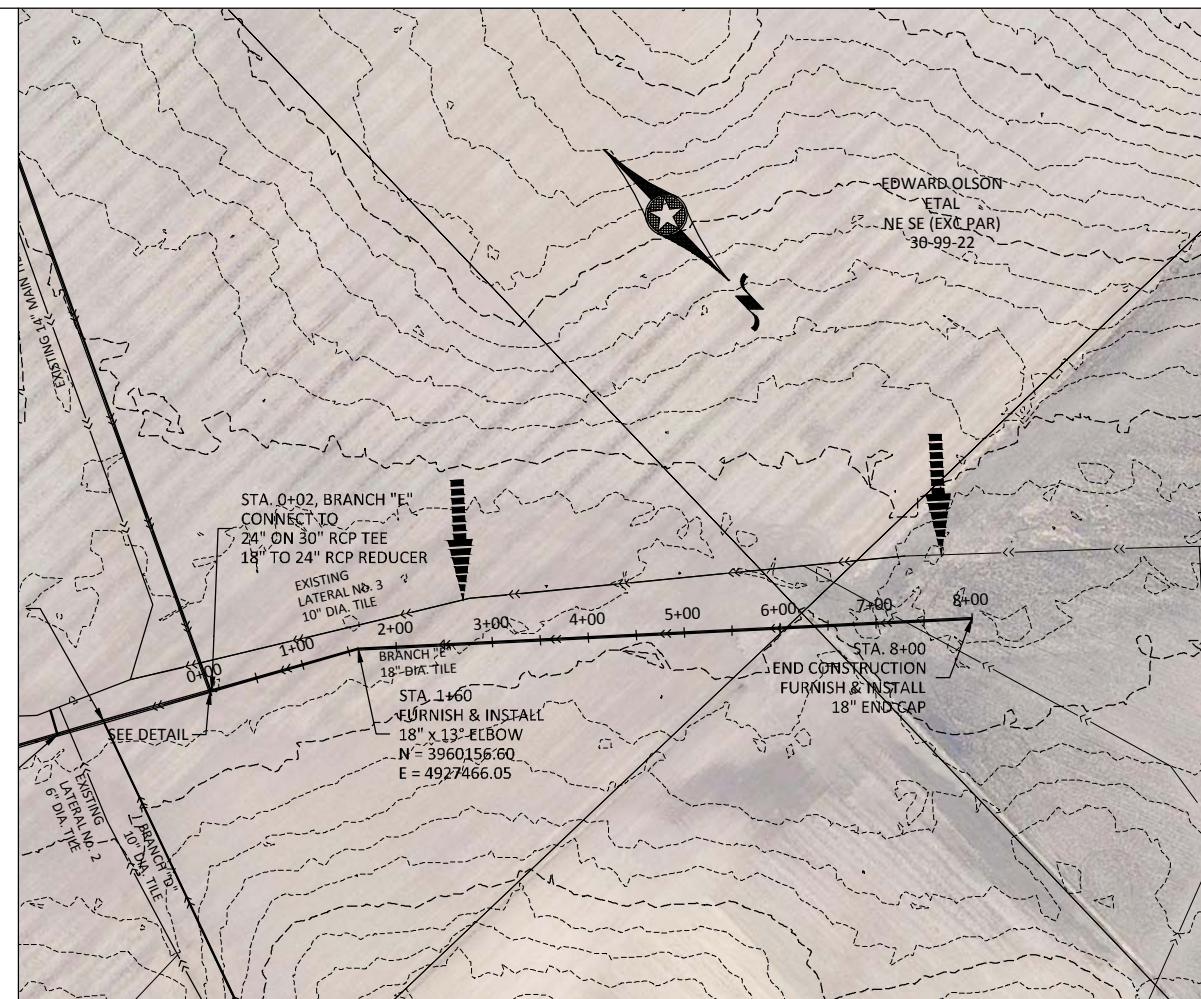 EDWARD OLSON
ETAL
NE SE (EXC PAR)
30-99-22
N
EXISTING 14" MAIN
STA. 0+02, BRANCH "E"
CONNECT TO
24" ON 30" RCP TEE
18" TO 24" RCP REDUCER
EXISTING
LATERAL No. 3
10" DIA. TILE
0+00
1+00
2+00
3+00
4+00
5+00
6+00
7+00
8+00
BRANCH "E"
18" DIA. TILE
STA. 1+60
FURNISH & INSTALL
18" x 13° ELBOW
N = 3960156.60
E = 4927466.05
STA. 8+00
END CONSTRUCTION
FURNISH & INSTALL
18" END CAP
SEE DETAIL
EXISTING
LATERAL No. 2
6" DIA. TILE
BRANCH "D"
10" DIA. TILE